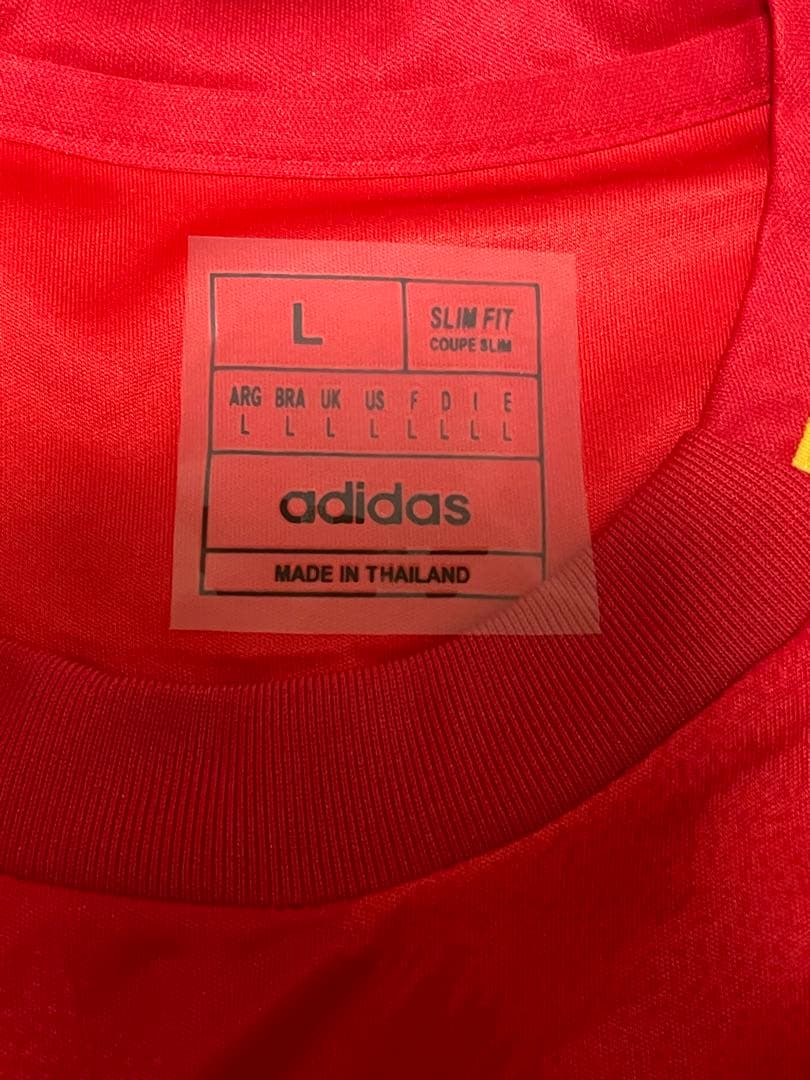 L
SLIM FIT
COUPE SLIM
ARG BRA UK US F D I E
L L L L L L L L
adidas
MADE IN THAILAND